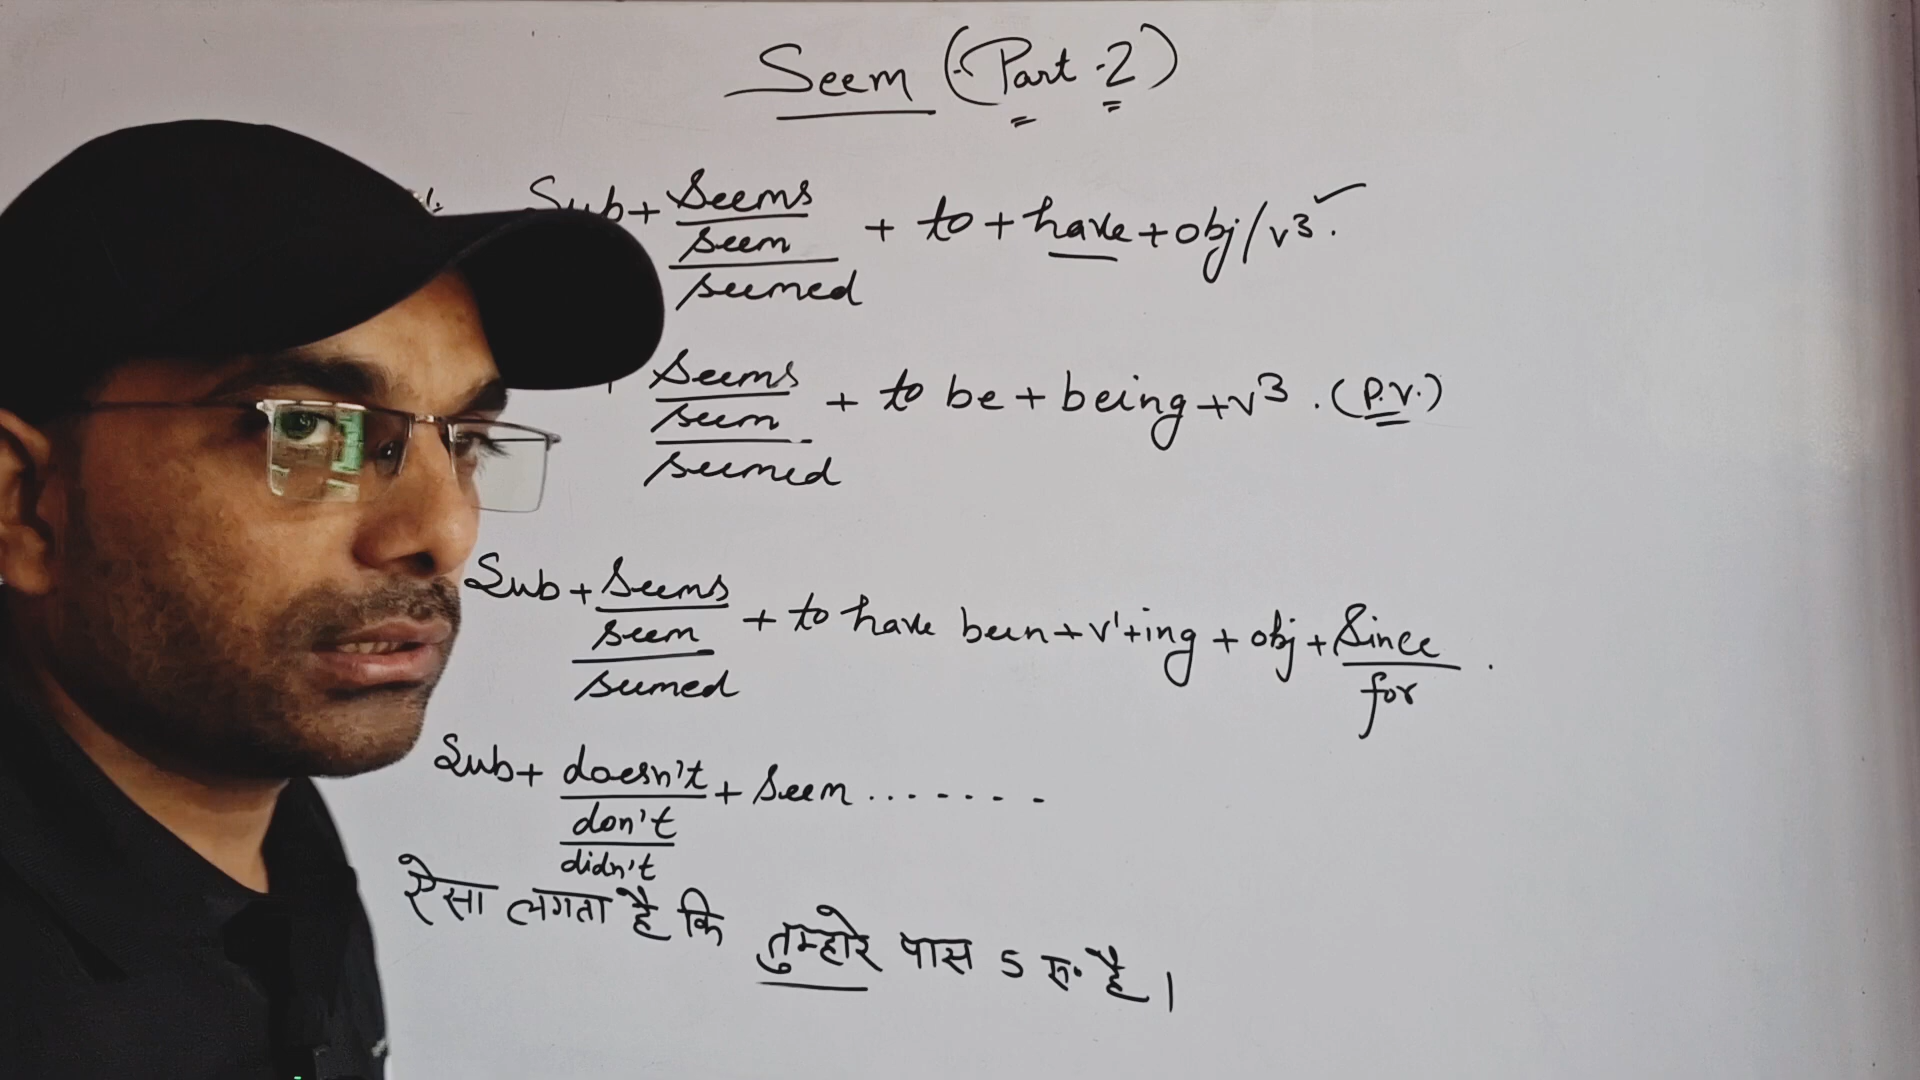 Seem (Part-2)
Sub + Seems / seem / seemed + to + have + obj/v3.
+ Seems / seem / seemed + to be + being + v3. (P.V.)
Sub + Seems / seem / seemed + to have been + v1+ing + obj + Since / for .
Sub + doesn't / don't / didn't + Seem .......
ऐसा लगता है कि तुम्हारे पास 5 रू. है।